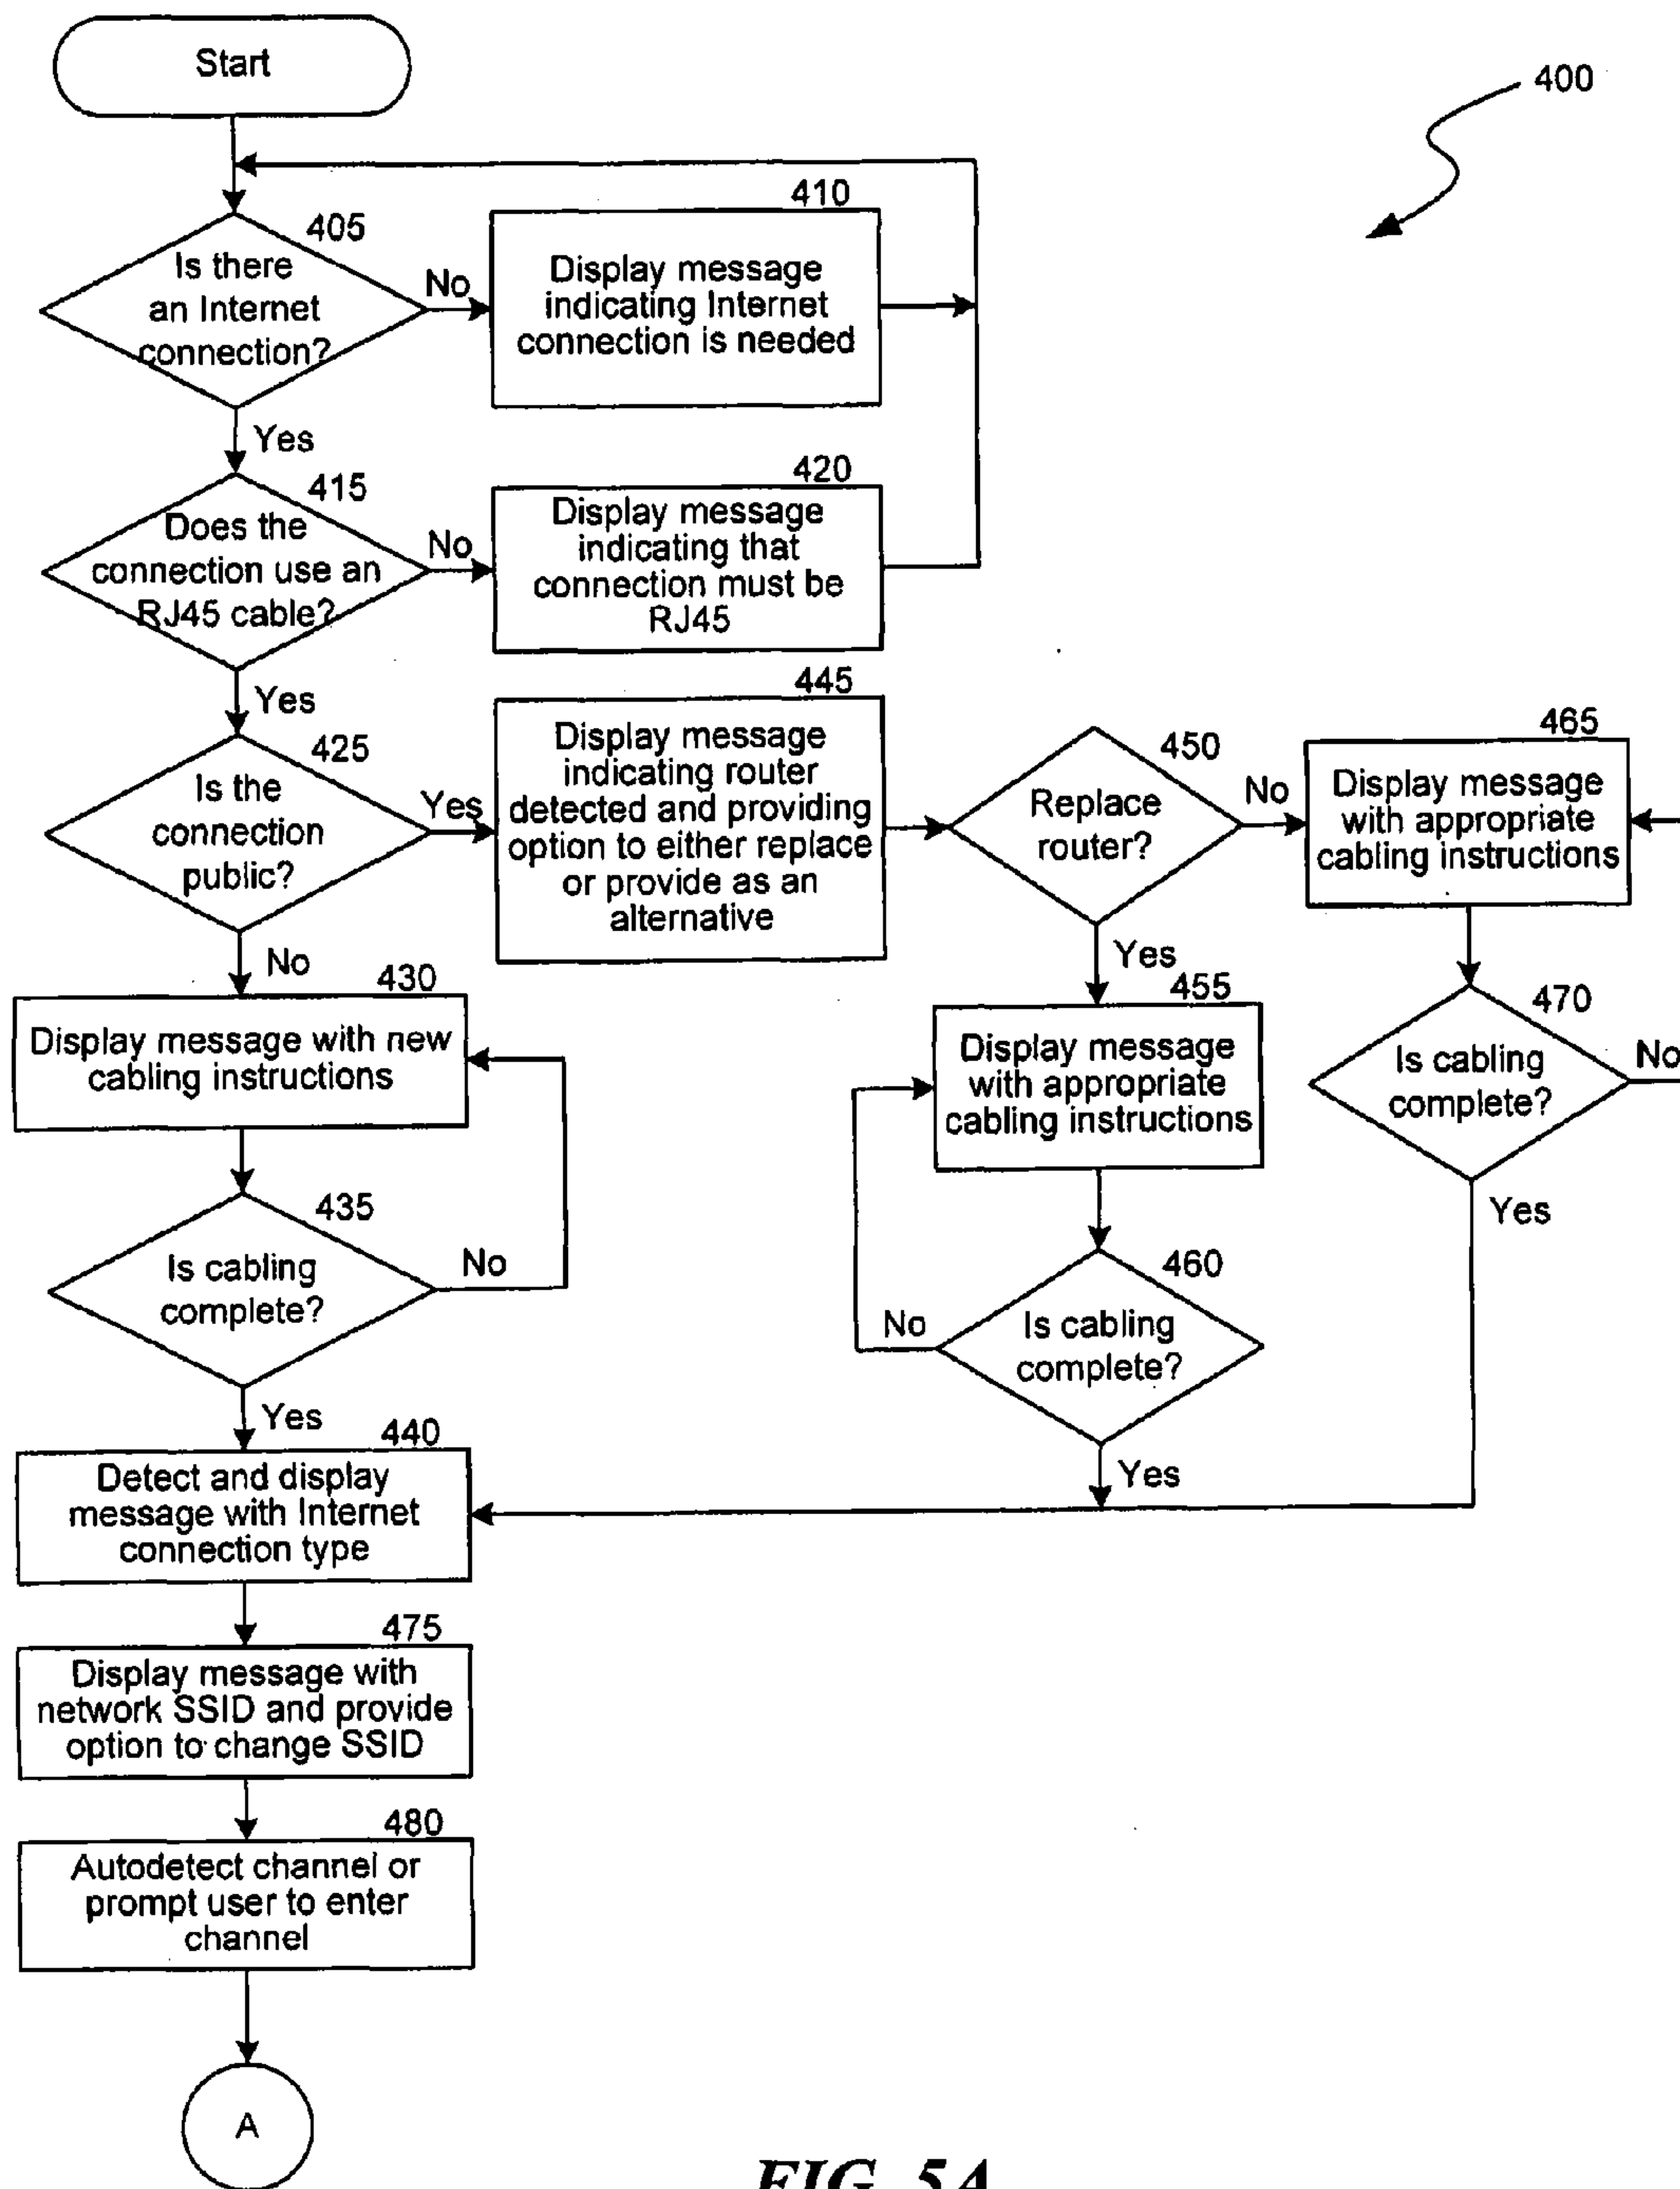 Start
400
405
Is there
an Internet
connection?
No
410
Display message
indicating Internet
connection is needed
Yes
415
Does the
connection use an
RJ45 cable?
No
420
Display message
indicating that
connection must be
RJ45
Yes
425
Is the
connection
public?
Yes
445
Display message
indicating router
detected and providing
option to either replace
or provide as an
alternative
450
Replace
router?
No
465
Display message
with appropriate
cabling instructions
No
430
Display message with new
cabling instructions
Yes
455
Display message
with appropriate
cabling instructions
470
Is cabling
complete?
No
Yes
435
Is cabling
complete?
No
460
Is cabling
complete?
No
Yes
Yes
440
Detect and display
message with Internet
connection type
475
Display message with
network SSID and provide
option to change SSID
480
Autodetect channel or
prompt user to enter
channel
A
FIG. 5A